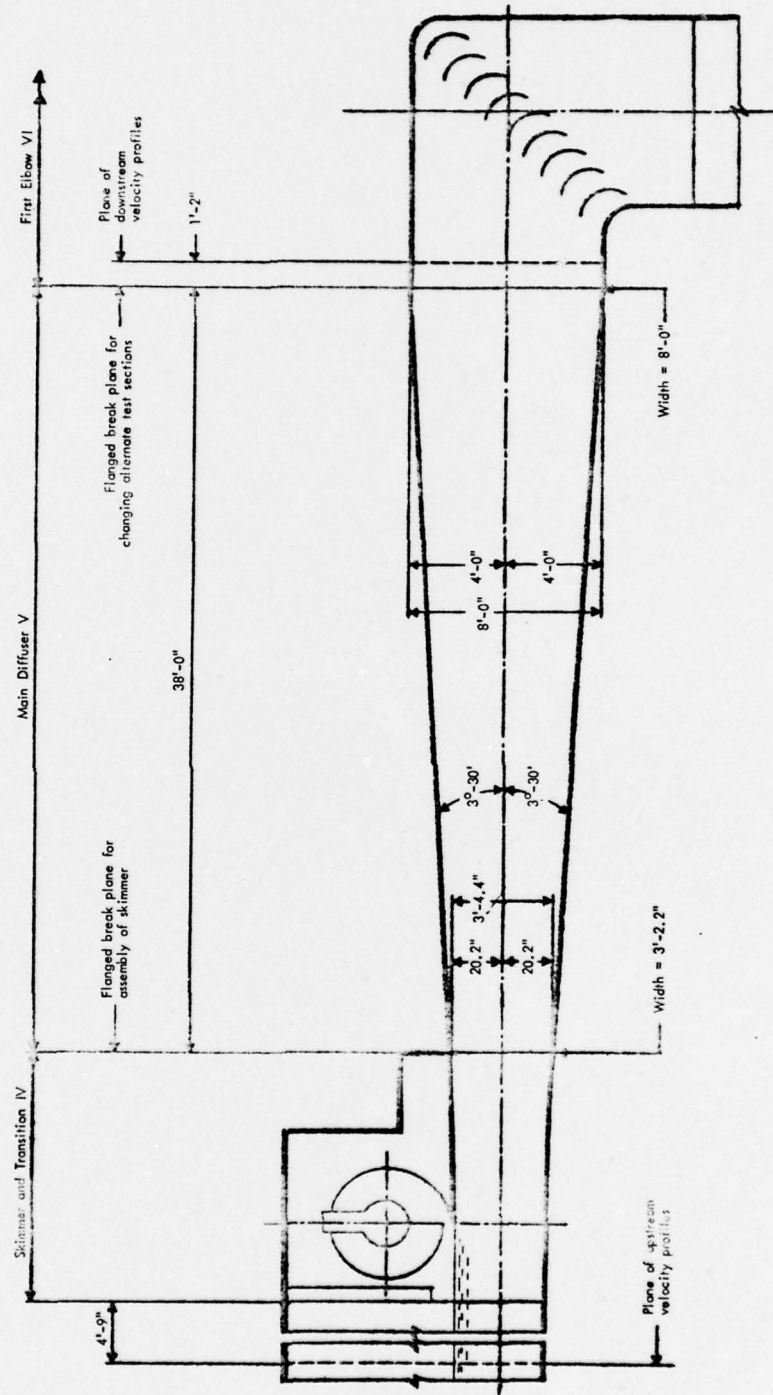 First Elbow VI
Main Diffuser V
Skimmer and Transition IV
Plane of
downstream
velocity profiles
1'-2"
Flanged break plane for
changing alternate test sections
38'-0"
Flanged break plane for
assembly of skimmer
4'-9"
4'-0"
4'-0"
8'-0"
3°-30'
3°-30'
3'-4.4"
20.2"
20.2"
Width = 8'-0"
Width = 3'-2.2"
Plane of upstream
velocity profiles